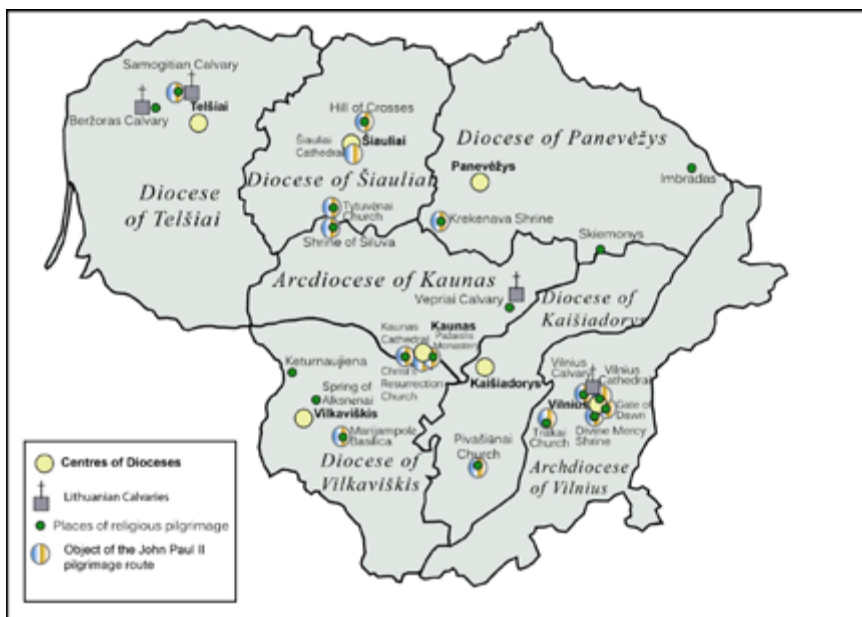 Samogitian Calvary
Telšiai
Beržoras Calvary
Hill of Crosses
Šiauliai
Cathedral
Šiauliai
Diocese of Šiauliai
Diocese of Panevėžys
Panevėžys
Imbradas
Diocese
of Telšiai
Tytuvėnai
Church
Shrine of Šiluva
Krekenava Shrine
Skiemonys
Arcdiocese of Kaunas
Vepriai Calvary
Diocese of
Kaišiadorys
Kaunas
Cathedral
Kaunas
Pažaislis
Monastery
Christ's
Resurrection
Church
Keturnaujiena
Spring of
Alksnėnai
Vilkaviškis
Marijampolė
Basilica
Diocese of
Vilkaviškis
Kaišiadorys
Pivašiūnai
Church
Vilnius
Calvary
Vilnius
Cathedral
Vilnius
Gate of
Dawn
Trakai
Church
Divine Mercy
Shrine
Archdiocese
of Vilnius
Centres of Dioceses
Lithuanian Calvaries
Places of religious pilgrimage
Object of the John Paul II
pilgrimage route